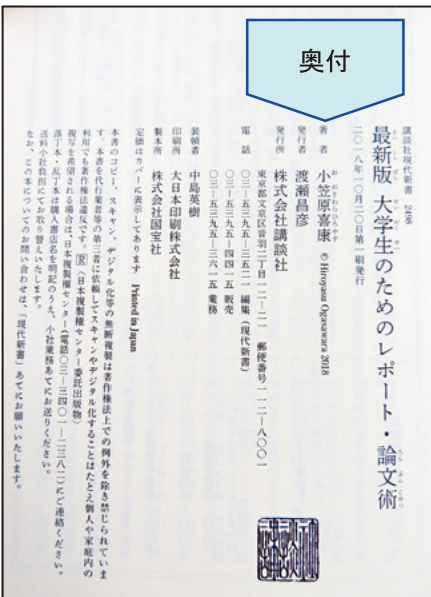 奥付
講談社現代新書 2498
最新版 大学生のためのレポート・論文術
二〇一八年一〇月二〇日第一刷発行
著者 小笠原喜康 © Hiroyasu Ogasawara 2018
発行者 渡瀬昌彦
発行所 株式会社講談社
東京都文京区音羽二丁目一二―二一 郵便番号一一二―八〇〇一
電話 〇三―五三九五―三五二一 編集(現代新書)
〇三―五三九五―四四一五 販売
〇三―五三九五―三六一五 業務
装幀者 中島英樹
印刷所 大日本印刷株式会社
製本所 株式会社国宝社
定価はカバーに表示してあります Printed in Japan
本書のコピー、スキャン、デジタル化等の無断複製は著作権法上での例外を除き禁じられていま
す。本書を代行業者等の第三者に依頼してスキャンやデジタル化することは、たとえ個人や家庭内の
利用でも著作権法違反です。 R〈日本複製権センター委託出版物〉
複写を希望される場合は、日本複製権センター(電話〇三―三四〇一―二三八二)にご連絡ください。
落丁本・乱丁本は購入書店名を明記のうえ、小社業務あてにお送りください。
送料小社負担にてお取り替えいたします。
なお、この本についてのお問い合わせは、「現代新書」あてにお願いいたします。